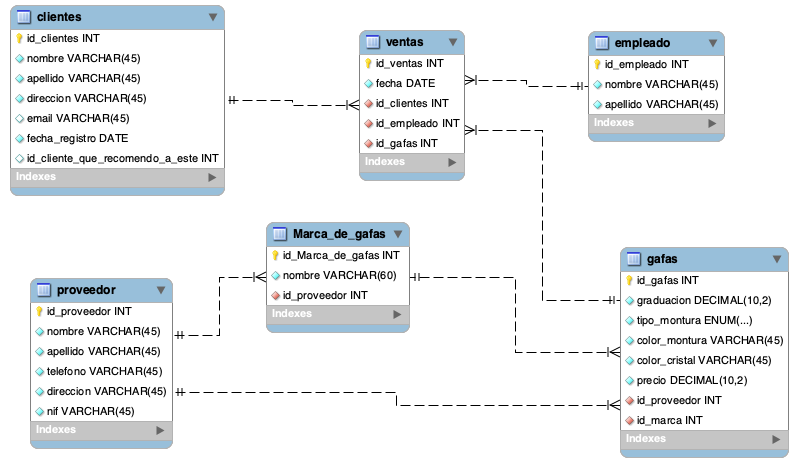 clientes
id_clientes INT
nombre VARCHAR(45)
apellido VARCHAR(45)
direccion VARCHAR(45)
email VARCHAR(45)
fecha_registro DATE
id_cliente_que_recomendo_a_este INT
Indexes
ventas
id_ventas INT
fecha DATE
id_clientes INT
id_empleado INT
id_gafas INT
Indexes
empleado
id_empleado INT
nombre VARCHAR(45)
apellido VARCHAR(45)
Indexes
Marca_de_gafas
id_Marca_de_gafas INT
nombre VARCHAR(60)
id_proveedor INT
Indexes
proveedor
id_proveedor INT
nombre VARCHAR(45)
apellido VARCHAR(45)
telefono VARCHAR(45)
direccion VARCHAR(45)
nif VARCHAR(45)
Indexes
gafas
id_gafas INT
graduacion DECIMAL(10,2)
tipo_montura ENUM(...)
color_montura VARCHAR(45)
color_cristal VARCHAR(45)
precio DECIMAL(10,2)
id_proveedor INT
id_marca INT
Indexes